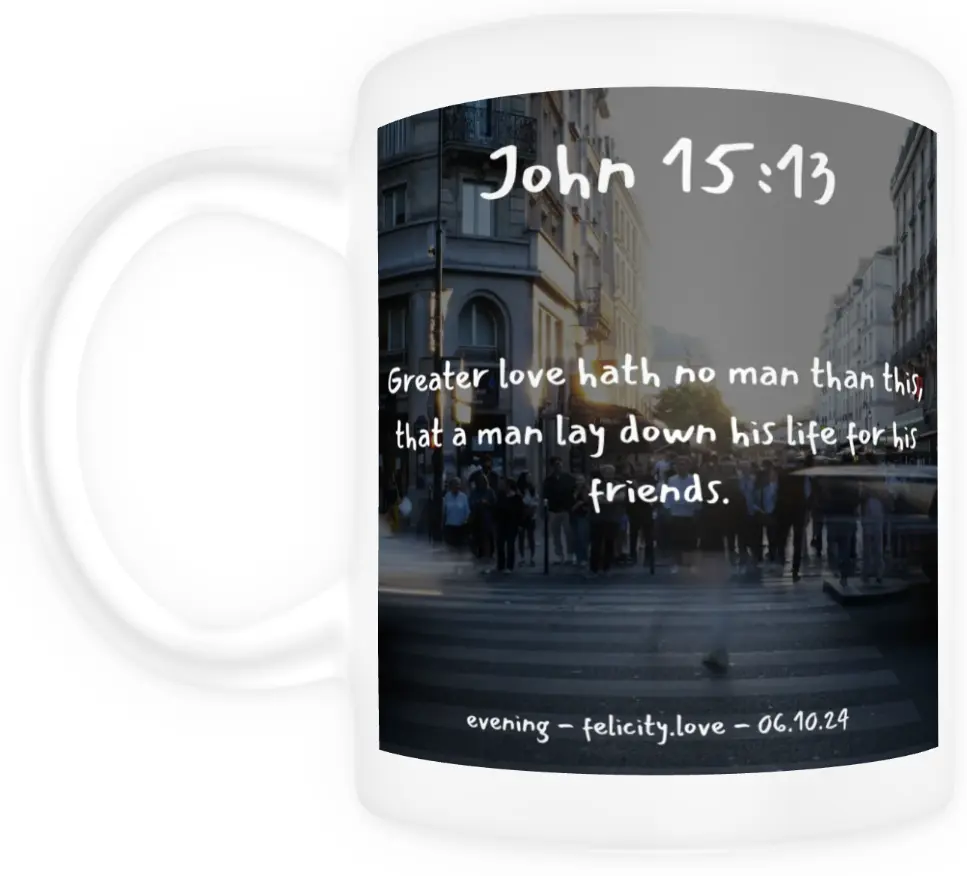 John 15:13
Greater love hath no man than this,
that a man lay down his life for his
friends.
evening – felicity.love – 06.10.24